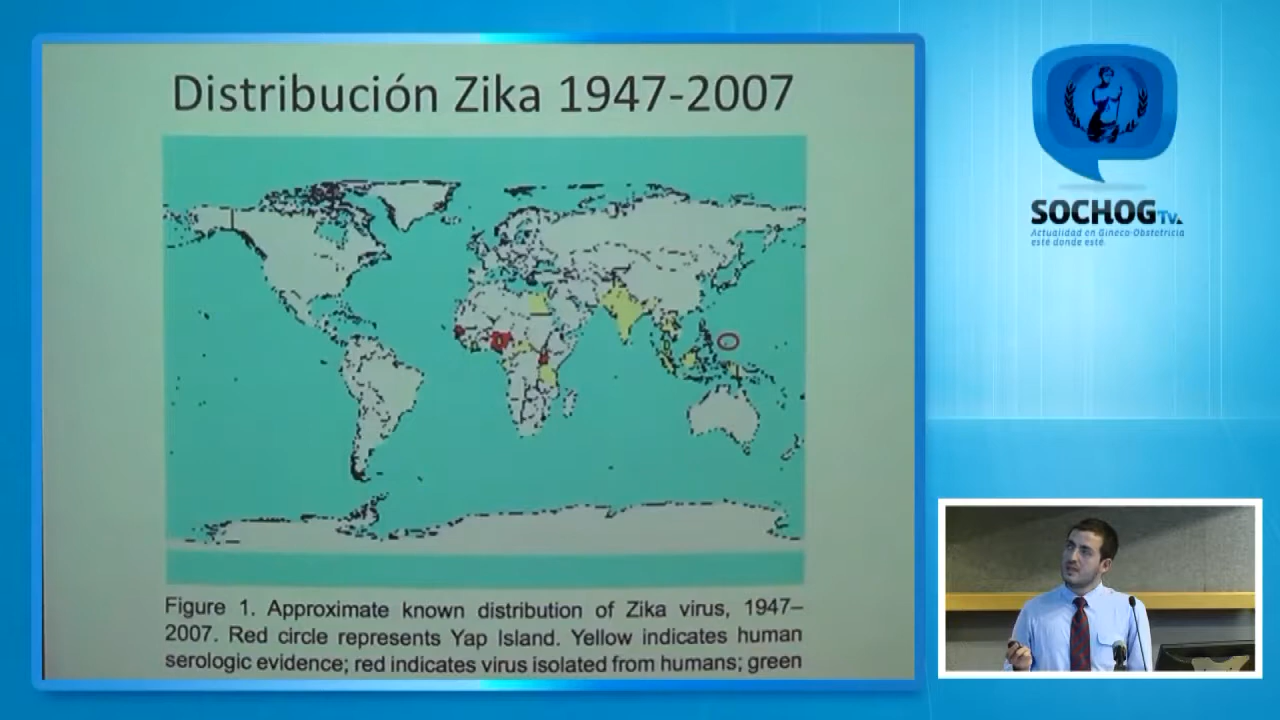 Distribución Zika 1947-2007
Figure 1. Approximate known distribution of Zika virus, 1947–
2007. Red circle represents Yap Island. Yellow indicates human
serologic evidence; red indicates virus isolated from humans; green
SOCHOG Tv.
Actualidad en Gineco-Obstetricia
esté donde esté.